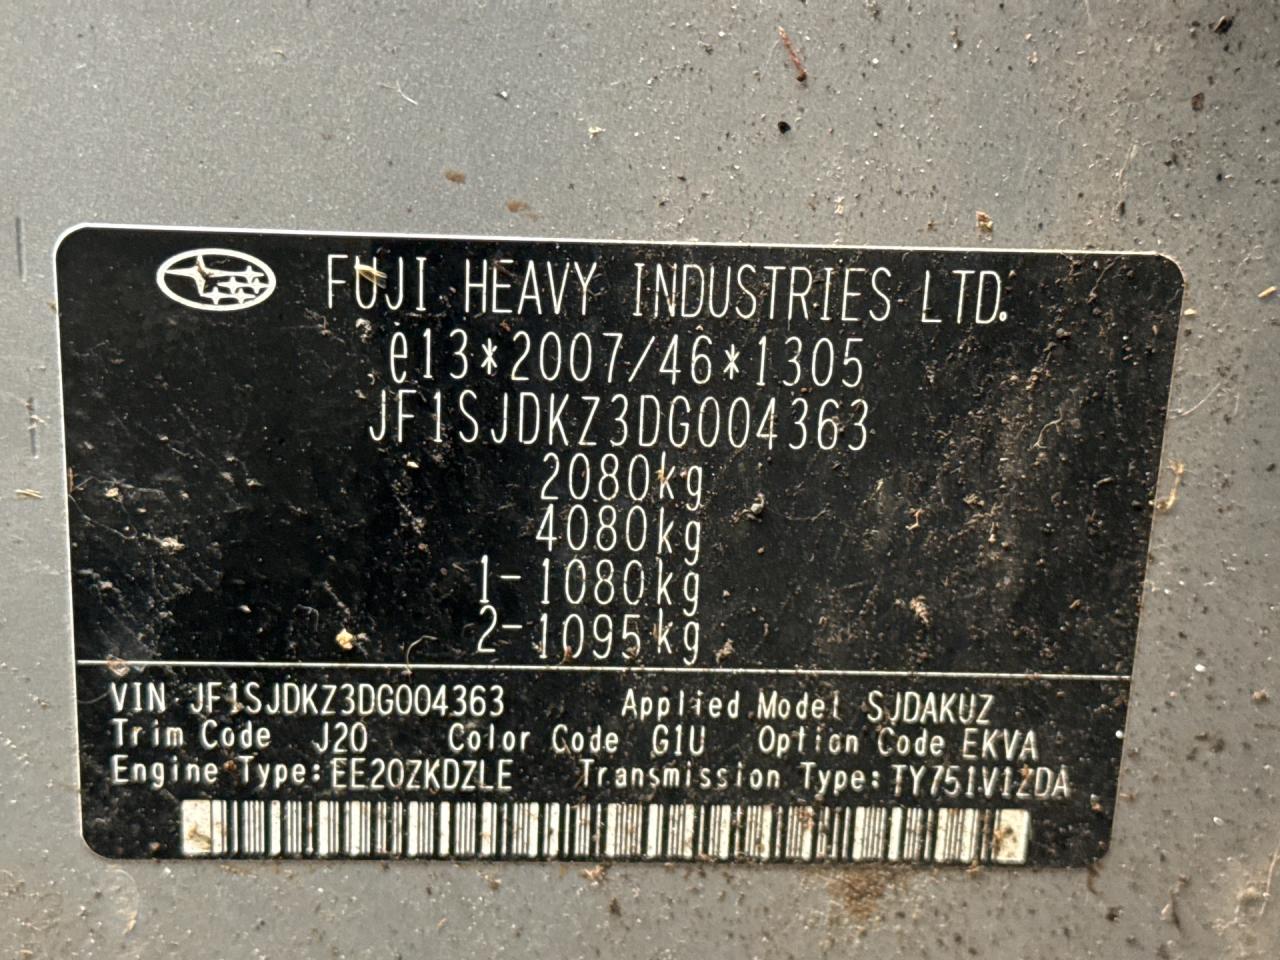 FUJI HEAVY INDUSTRIES LTD.
e13*2007/46*1305
JF1SJDKZ3DG004363
2080kg
4080kg
1-1080kg
2-1095kg
VIN JF1SJDKZ3DG004363 Applied Model SJDAKUZ
Trim Code J20 Color Code G1U Option Code EKVA
Engine Type:EE20ZKDZLE Transmission Type:TY751V1ZDA